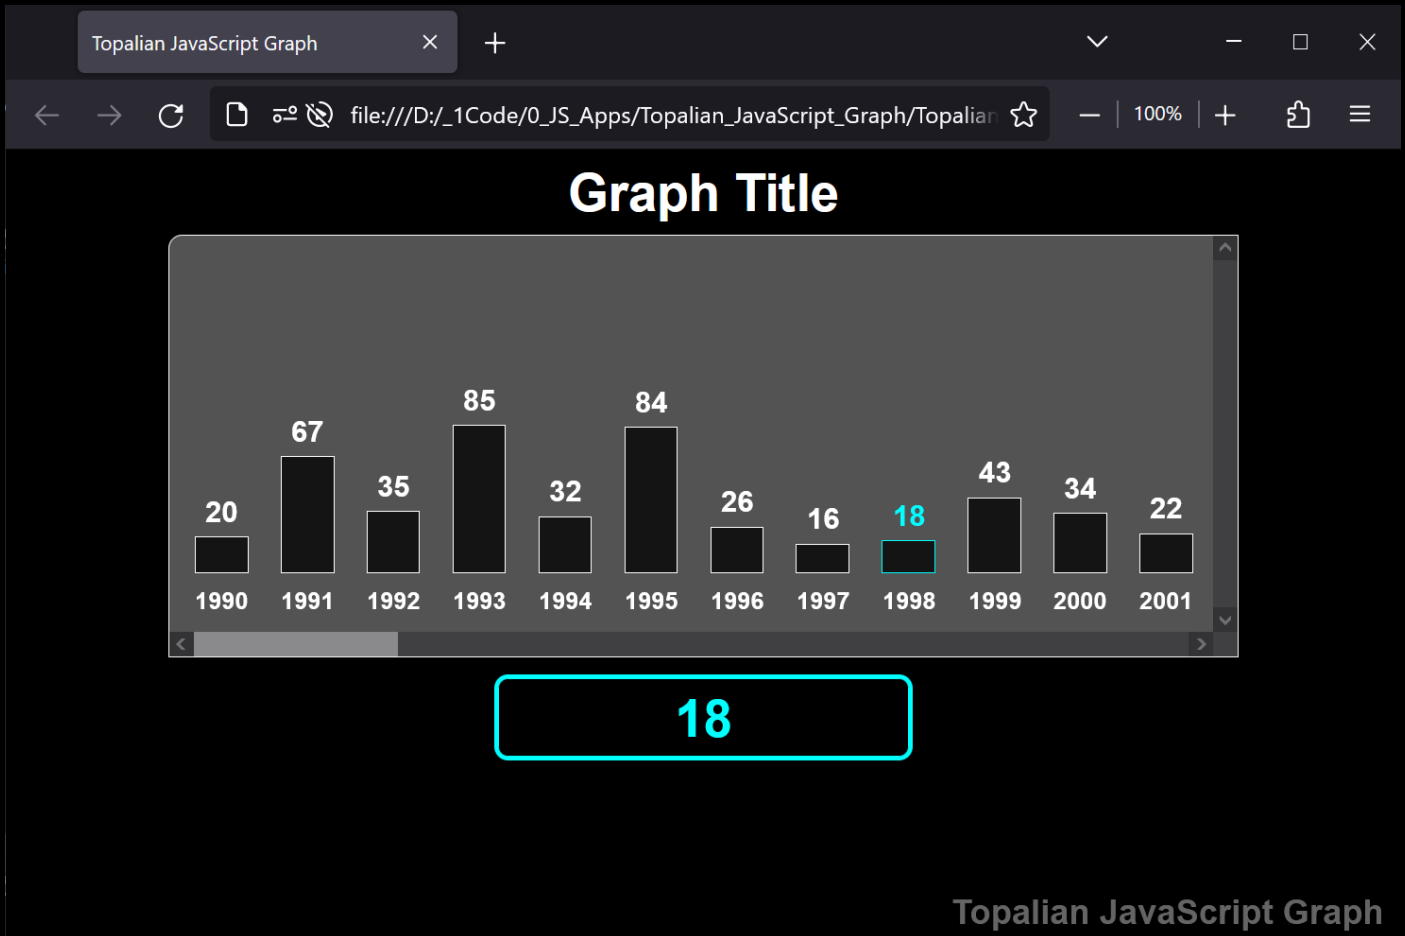 Topalian JavaScript Graph
file:///D:/_1Code/0_JS_Apps/Topalian_JavaScript_Graph/Topalian
100%
Graph Title
20 67 35 85 32 84 26 16 18 43 34 22
1990 1991 1992 1993 1994 1995 1996 1997 1998 1999 2000 2001
18
Topalian JavaScript Graph